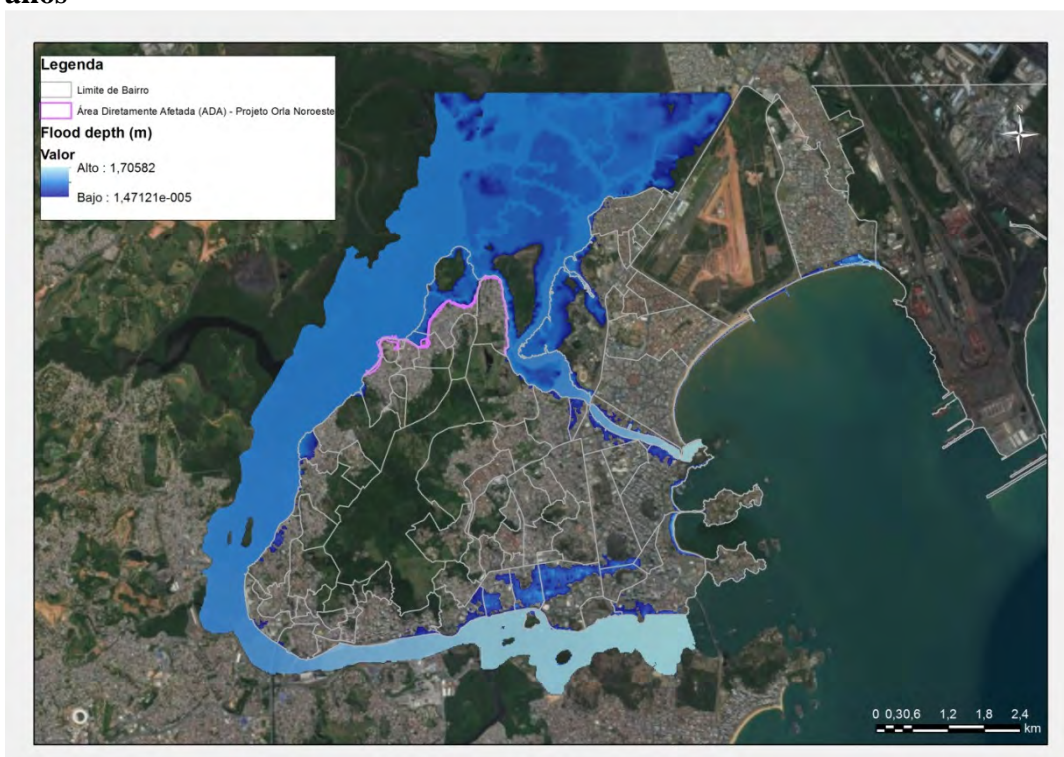 años
Legenda
Limite de Bairro
Área Diretamente Afetada (ADA) - Projeto Orla Noroeste
Flood depth (m)
Valor
Alto : 1,70582
Bajo : 1,47121e-005
N
0 0,30,6 1,2 1,8 2,4
km